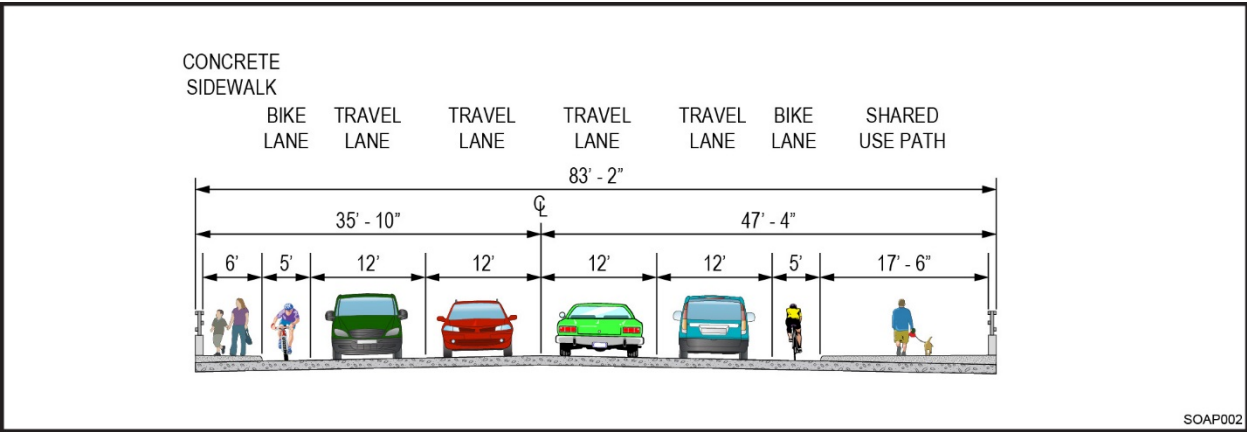 CONCRETE
SIDEWALK
BIKE TRAVEL TRAVEL TRAVEL TRAVEL BIKE SHARED
LANE LANE LANE LANE LANE LANE USE PATH
83' - 2"
℄
35' - 10" 47' - 4"
6' 5' 12' 12' 12' 12' 5' 17' - 6"
SOAP002